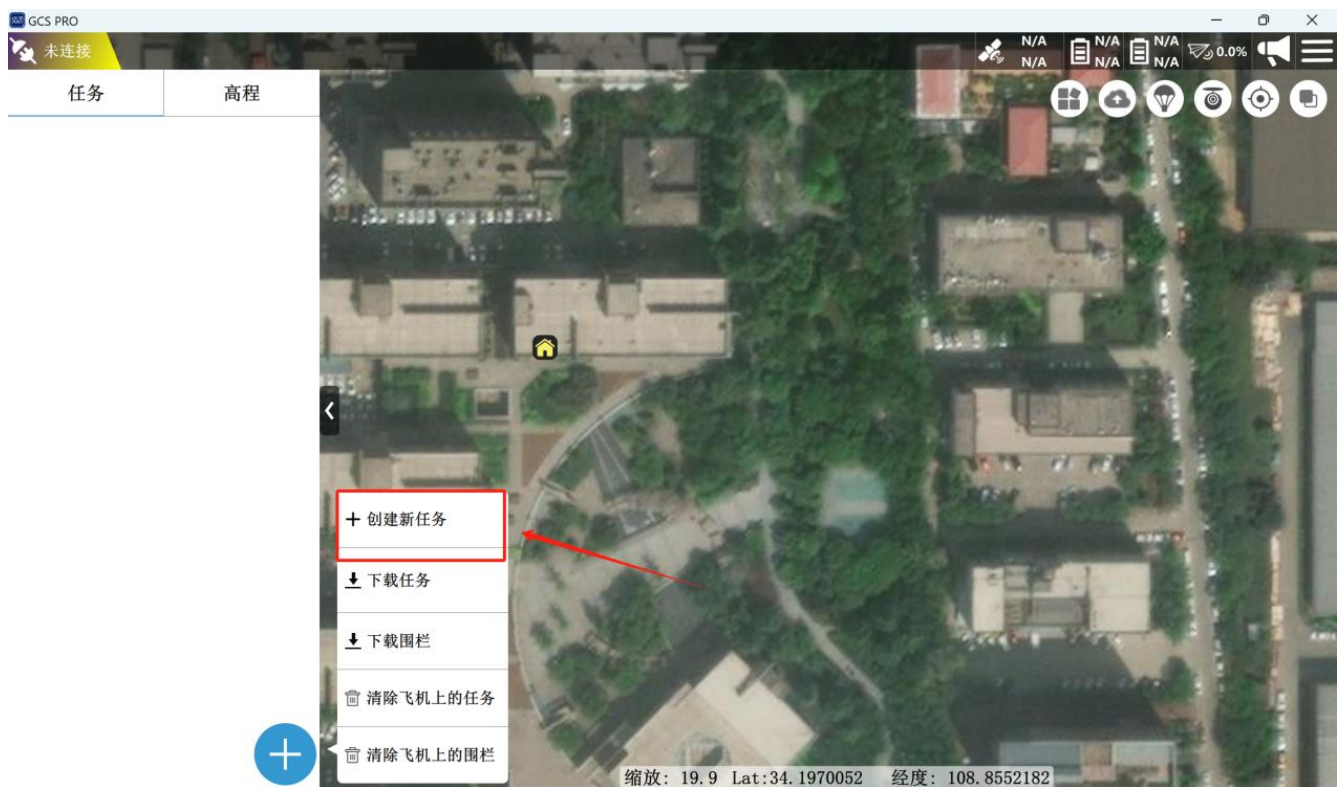 GCS PRO
未连接
N/A N/A N/A
N/A N/A N/A 0.0%
任务 高程
创建新任务
下载任务
下载围栏
清除飞机上的任务
清除飞机上的围栏
缩放: 19.9 Lat:34.1970052 经度: 108.8552182